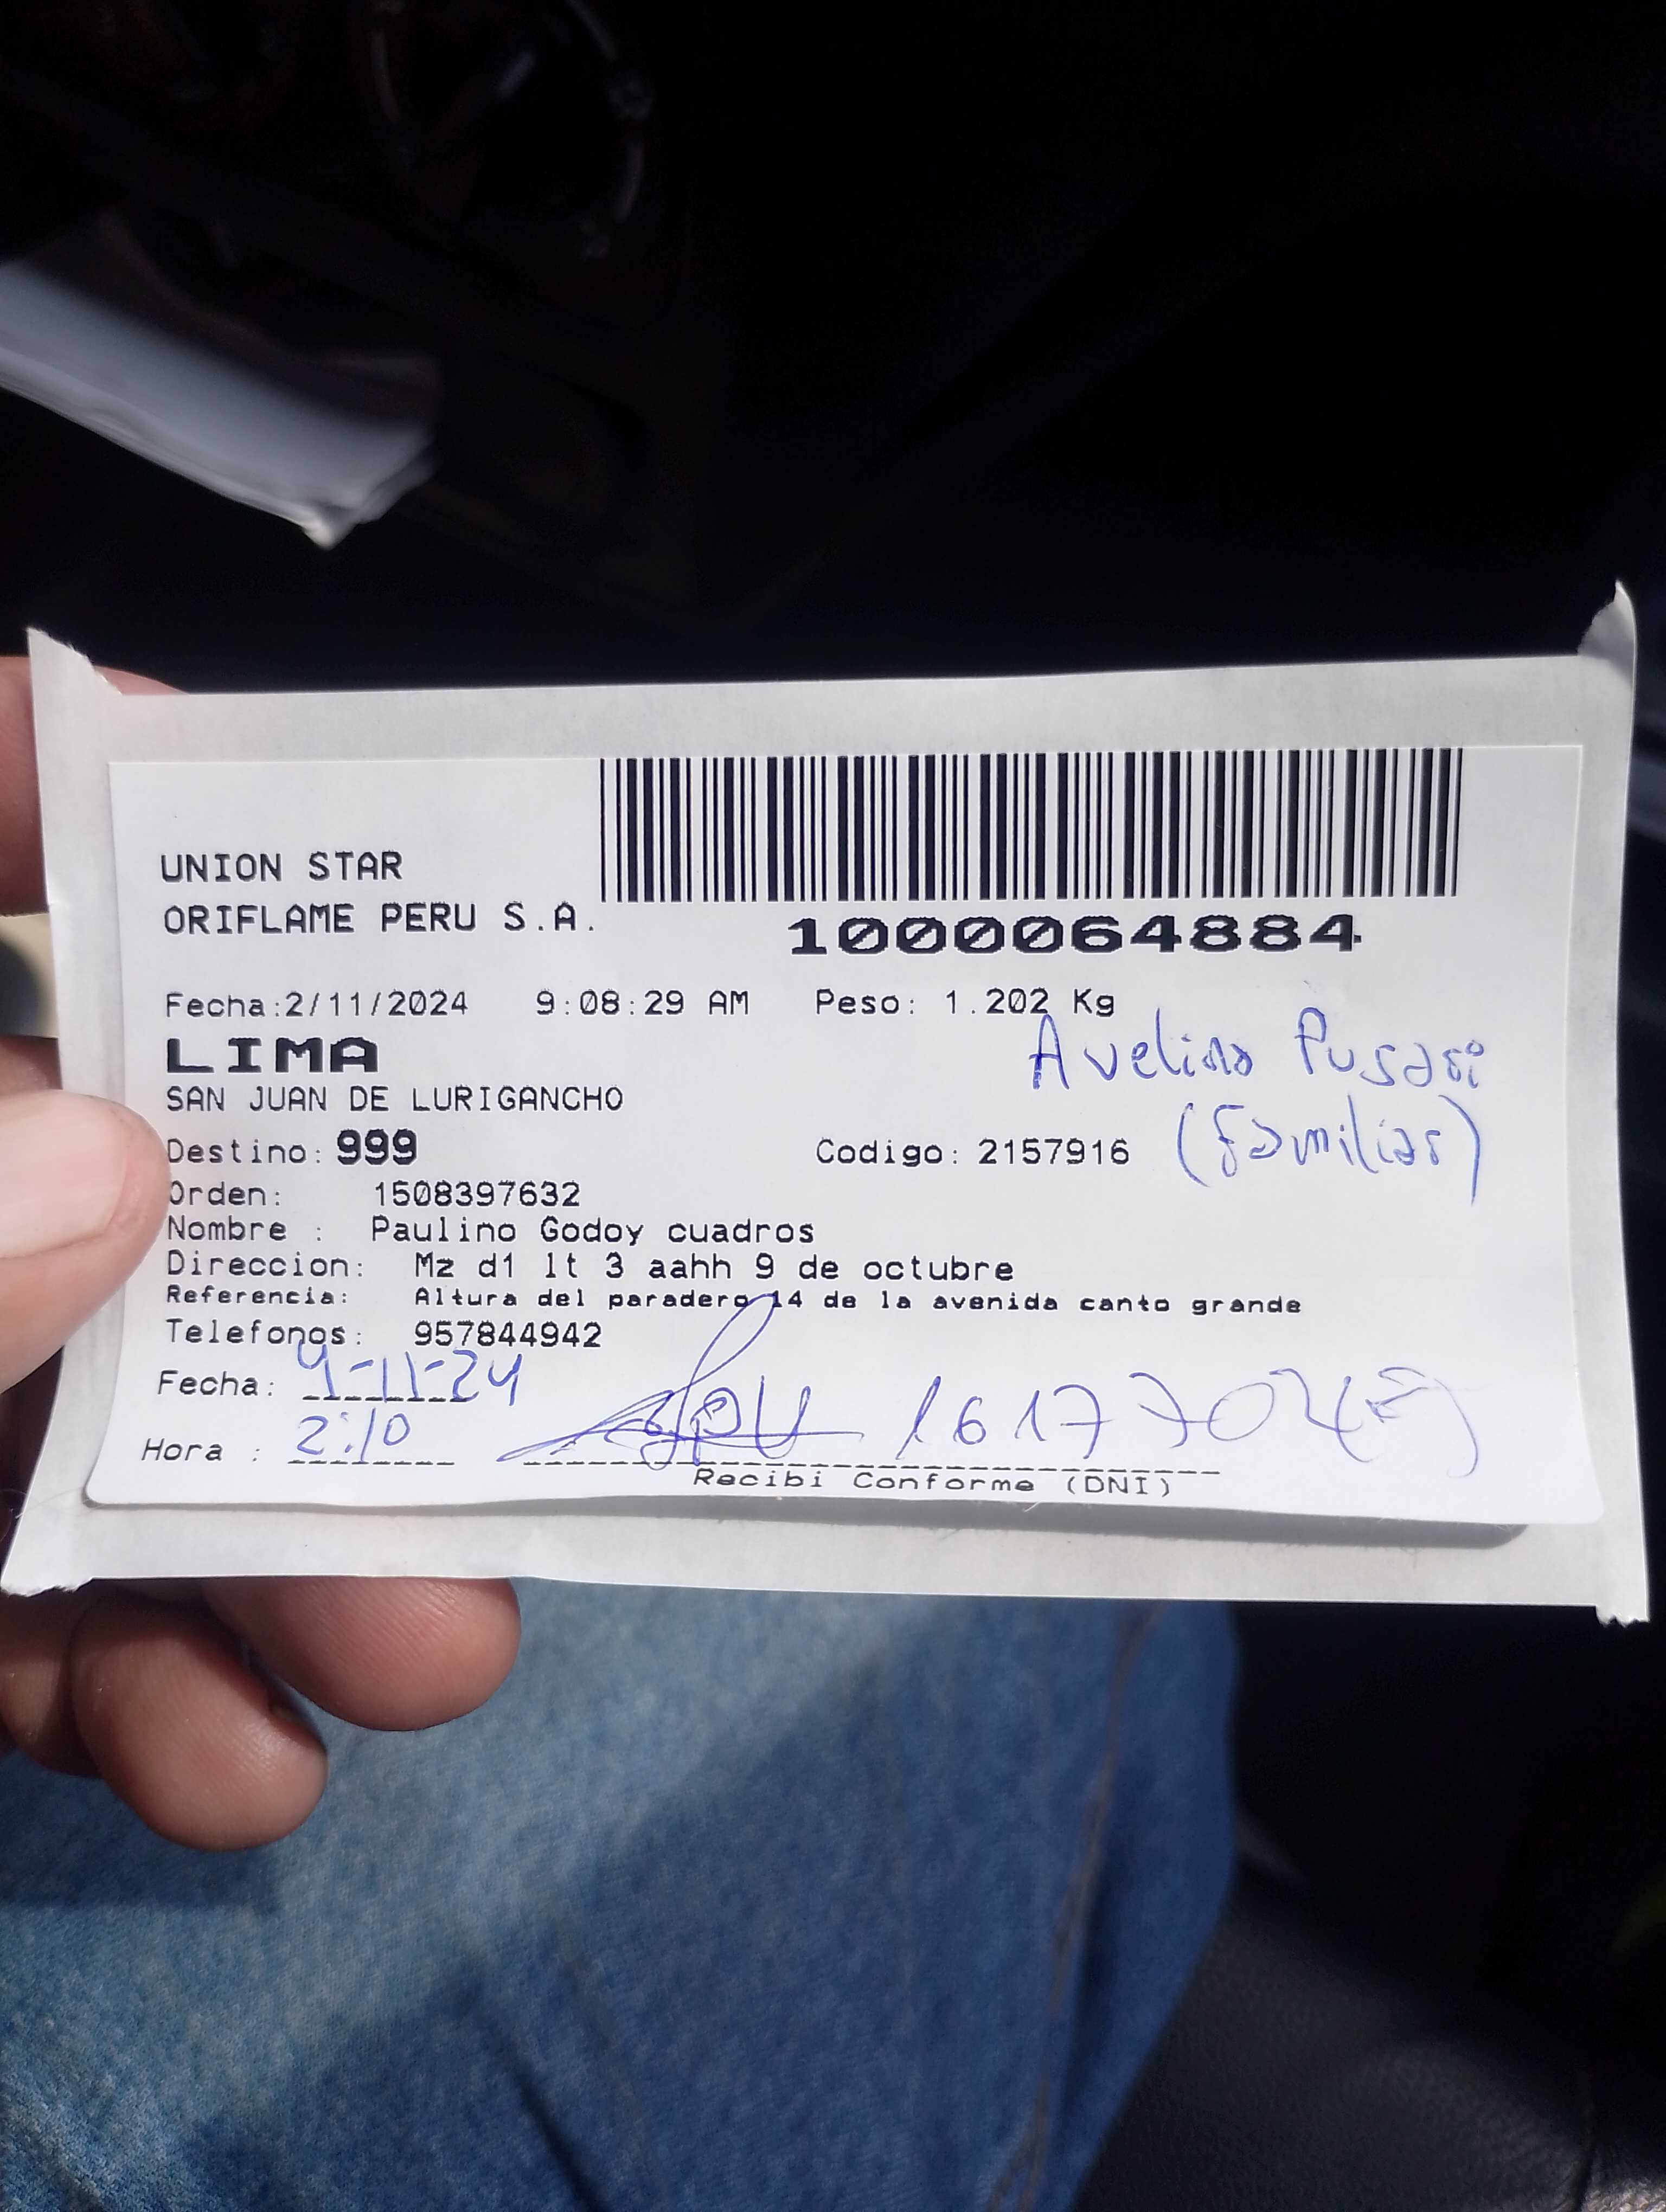 UNION STAR
ORIFLAME PERU S.A.
1000064884
Fecha:2/11/2024 9:08:29 AM Peso: 1.202 Kg
LIMA
Avelino
SAN JUAN DE LURIGANCHO
Destino: 999 Codigo: 2157916 (Familiar)
Orden: 1508397632
Nombre : Paulino Godoy cuadros
Direccion: Mz d1 lt 3 aahh 9 de octubre
Referencia: Altura del paradero 14 de la avenida canto grande
Telefonos: 957844942
Fecha: 4-11-24
Hora : 2:10
Recibi Conforme (DNI)